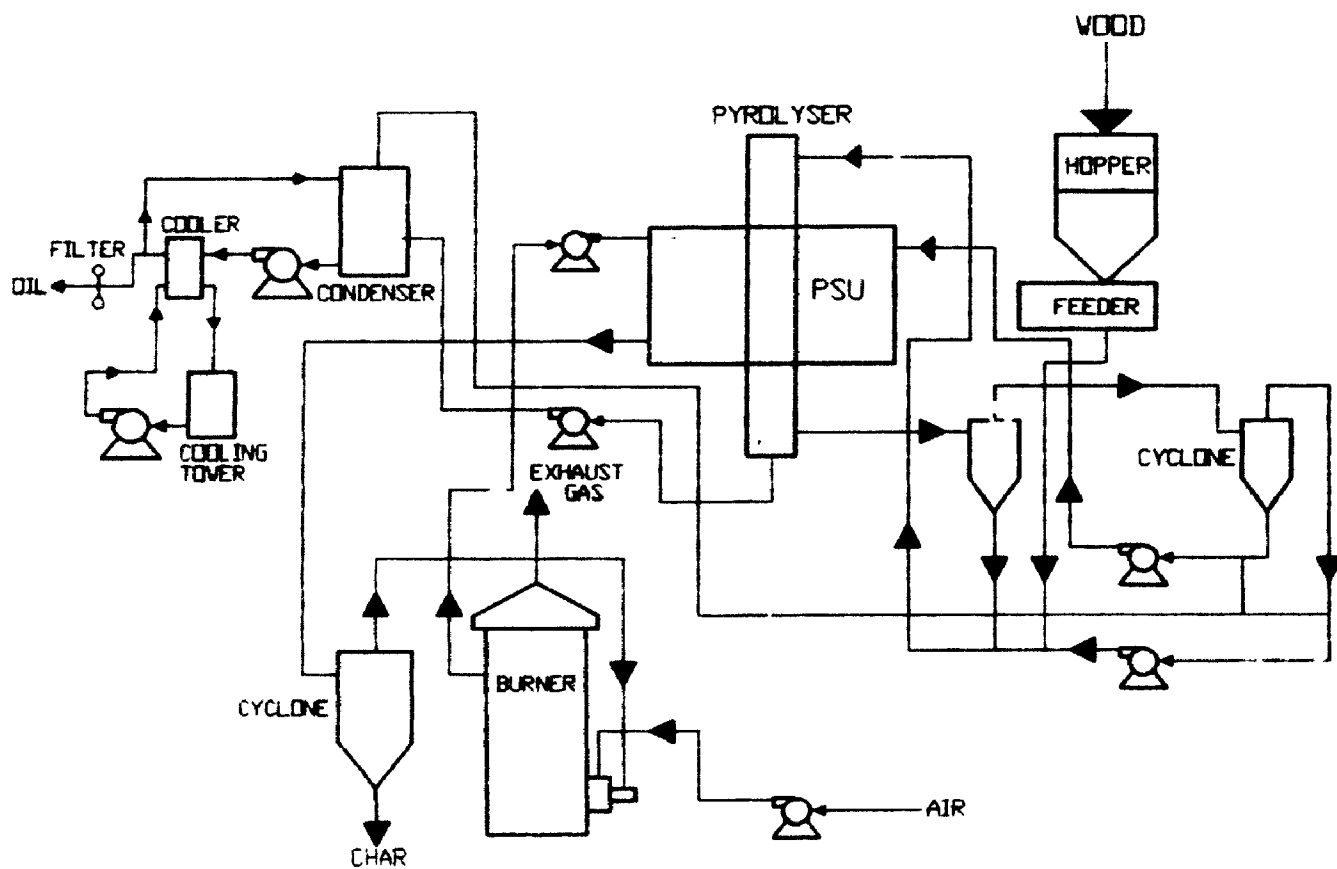 WOOD
PYROLYSER
HOPPER
COOLER
FILTER
OIL
CONDENSER
PSU
FEEDER
COOLING
TOWER
EXHAUST
GAS
CYCLONE
BURNER
CYCLONE
AIR
CHAR